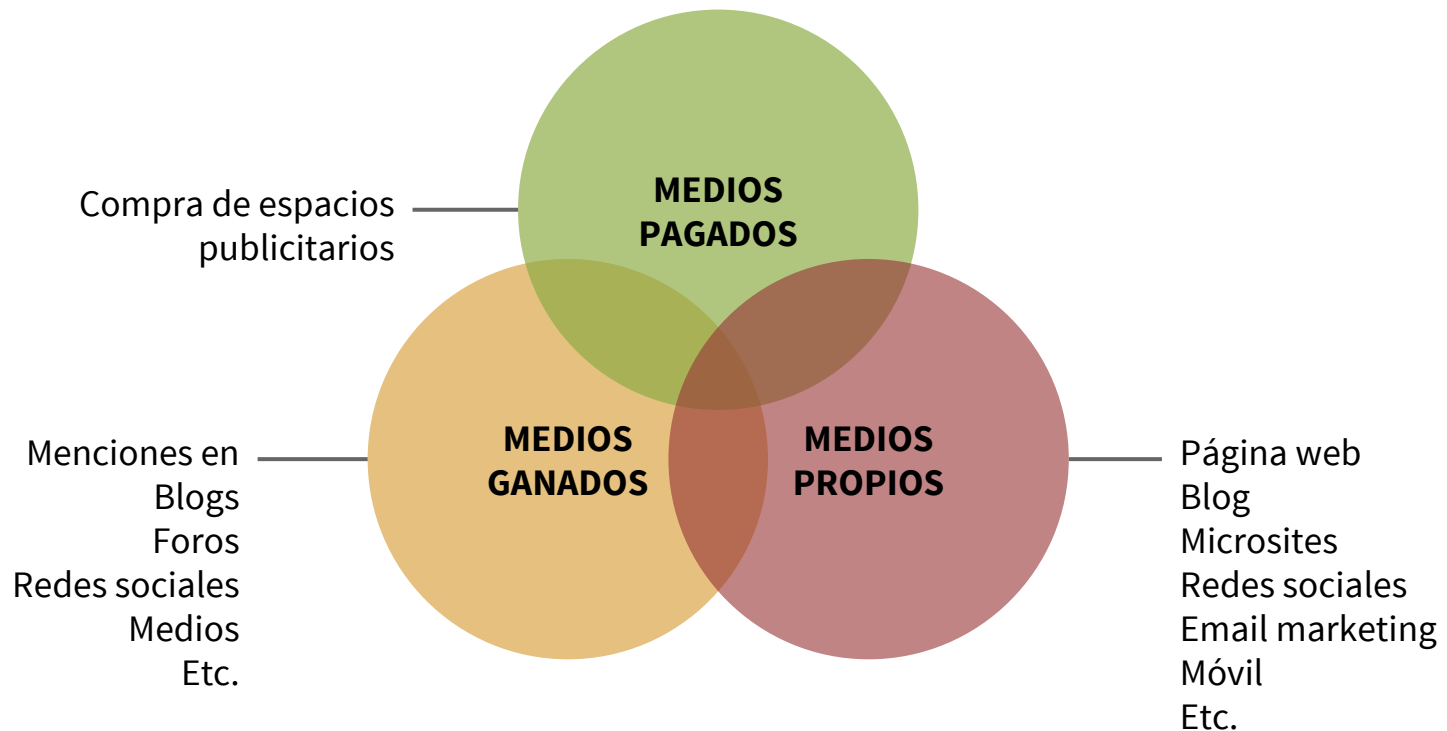 MEDIOS
PAGADOS
Compra de espacios
publicitarios
MEDIOS
GANADOS
MEDIOS
PROPIOS
Menciones en
Blogs
Foros
Redes sociales
Medios
Etc.
Página web
Blog
Microsites
Redes sociales
Email marketing
Móvil
Etc.